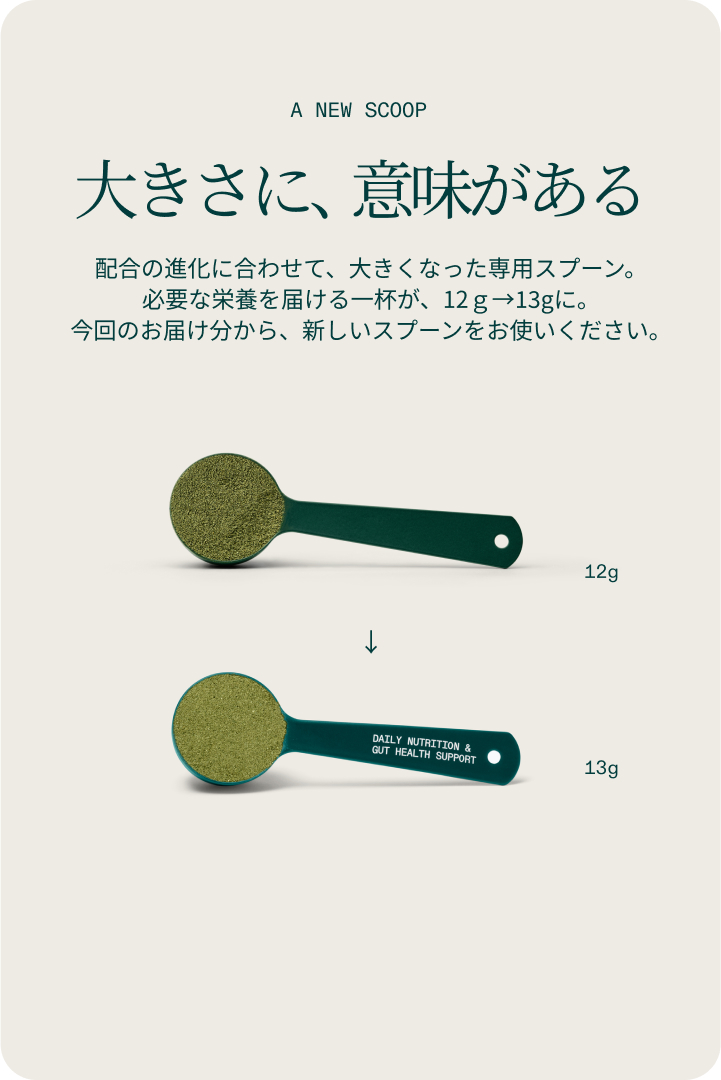 A NEW SCOOP
大きさに、意味がある
配合の進化に合わせて、大きくなった専用スプーン。
必要な栄養を届ける一杯が、12ｇ→13gに。
今回のお届け分から、新しいスプーンをお使いください。
12g
↓
DAILY NUTRITION &
GUT HEALTH SUPPORT
13g